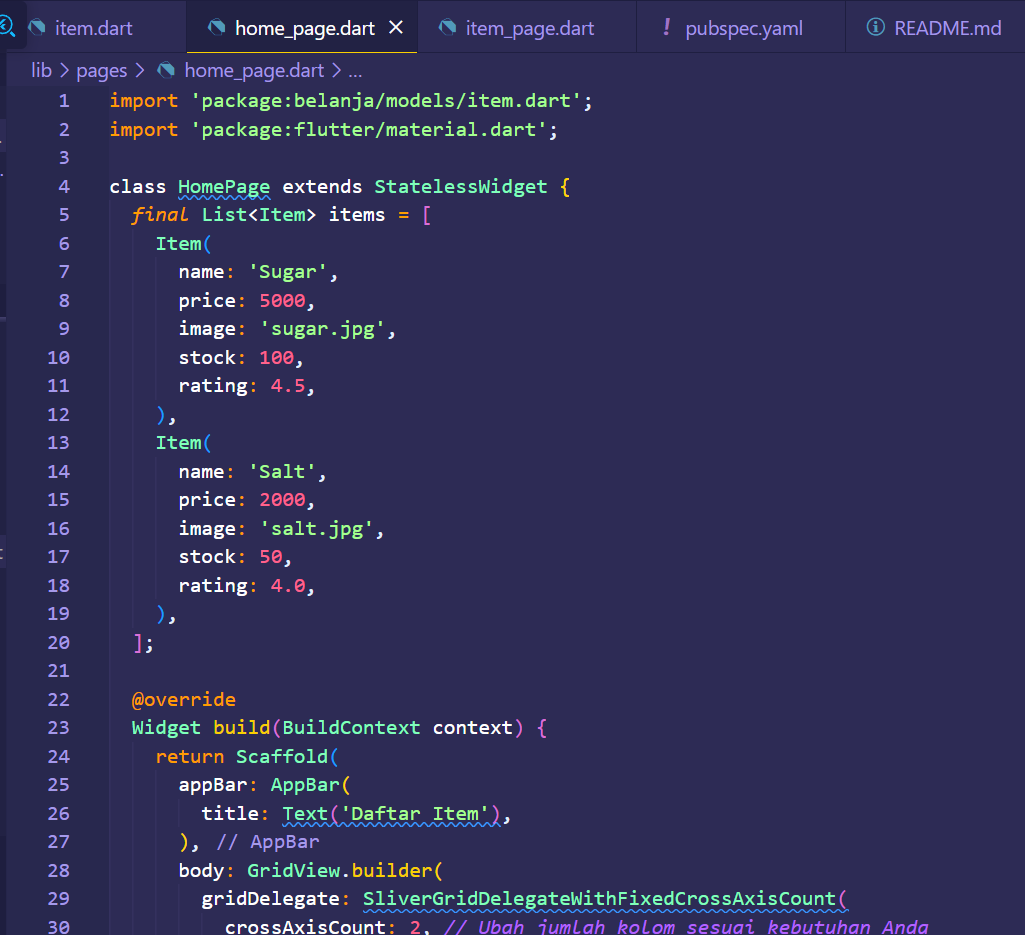 item.dart home_page.dart item_page.dart ! pubspec.yaml README.md
lib > pages > home_page.dart > ...
1 import 'package:belanja/models/item.dart';
2 import 'package:flutter/material.dart';
3
4 class HomePage extends StatelessWidget {
5 final List<Item> items = [
6 Item(
7 name: 'Sugar',
8 price: 5000,
9 image: 'sugar.jpg',
10 stock: 100,
11 rating: 4.5,
12 ),
13 Item(
14 name: 'Salt',
15 price: 2000,
16 image: 'salt.jpg',
17 stock: 50,
18 rating: 4.0,
19 ),
20 ];
21
22 @override
23 Widget build(BuildContext context) {
24 return Scaffold(
25 appBar: AppBar(
26 title: Text('Daftar Item'),
27 ), // AppBar
28 body: GridView.builder(
29 gridDelegate: SliverGridDelegateWithFixedCrossAxisCount(
30 crossAxisCount: 2, // Ubah jumlah kolom sesuai kebutuhan Anda